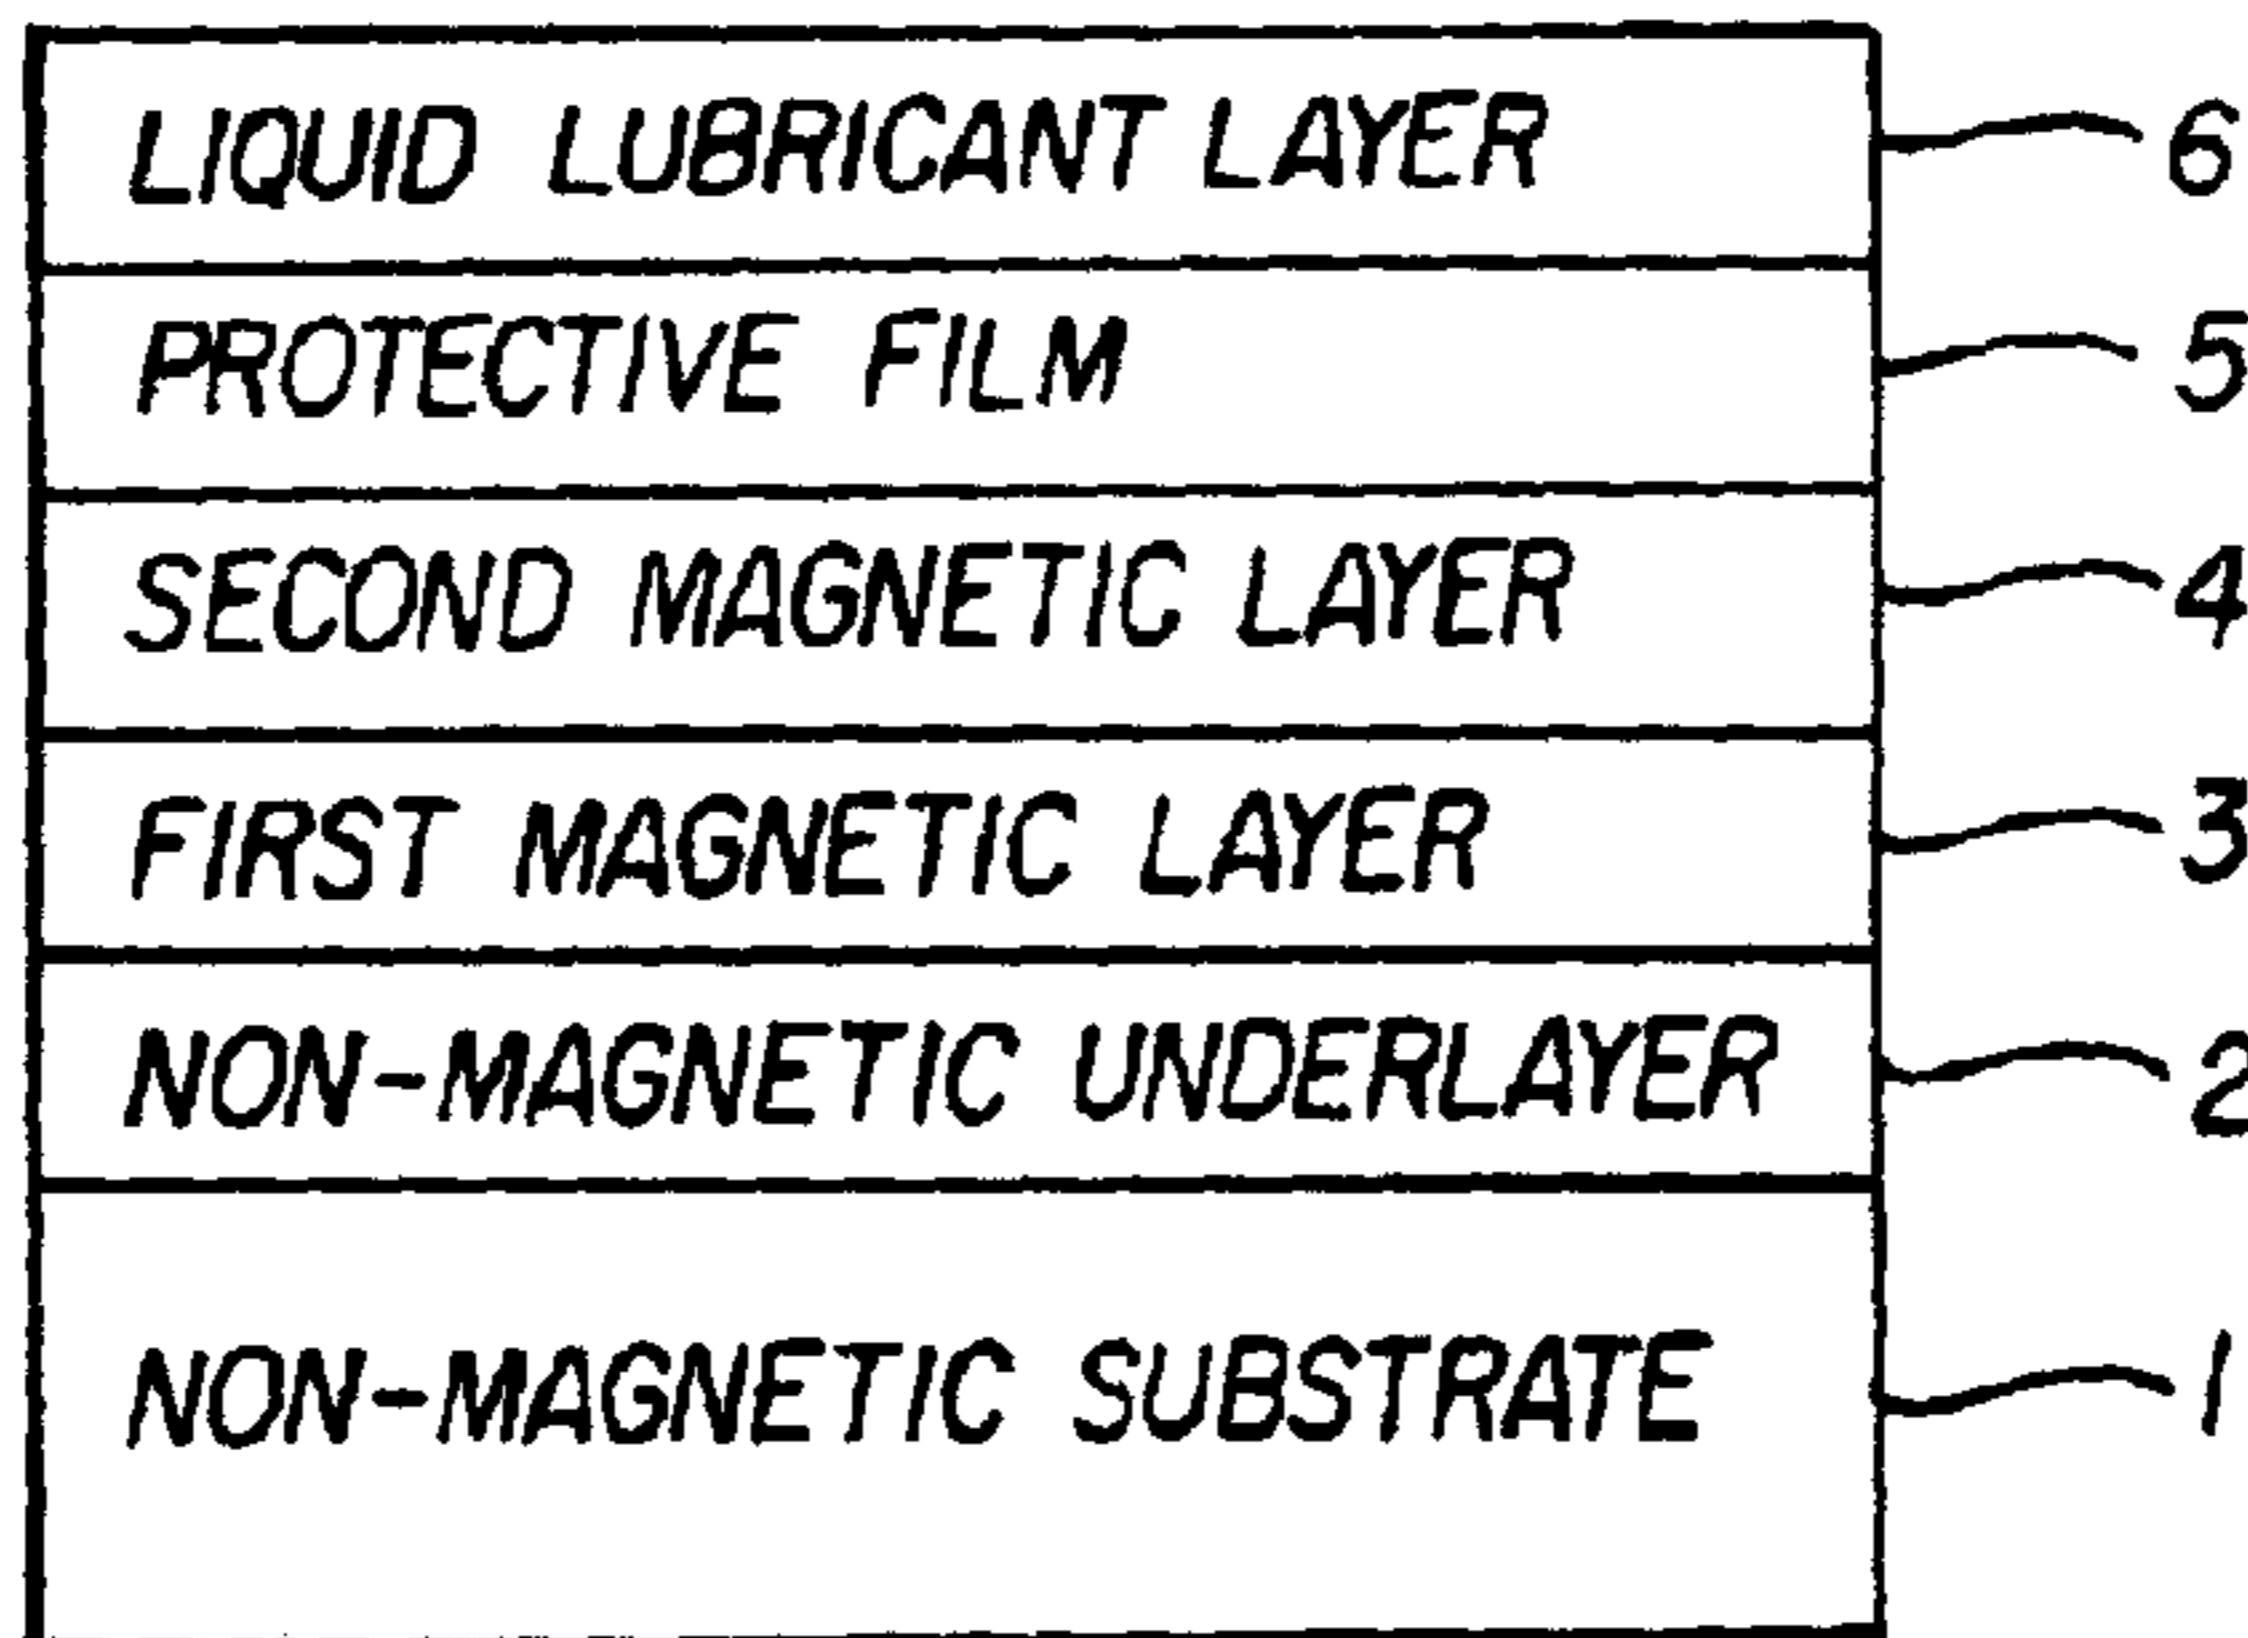 LIQUID LUBRICANT LAYER 6
PROTECTIVE FILM 5
SECOND MAGNETIC LAYER 4
FIRST MAGNETIC LAYER 3
NON-MAGNETIC UNDERLAYER 2
NON-MAGNETIC SUBSTRATE 1